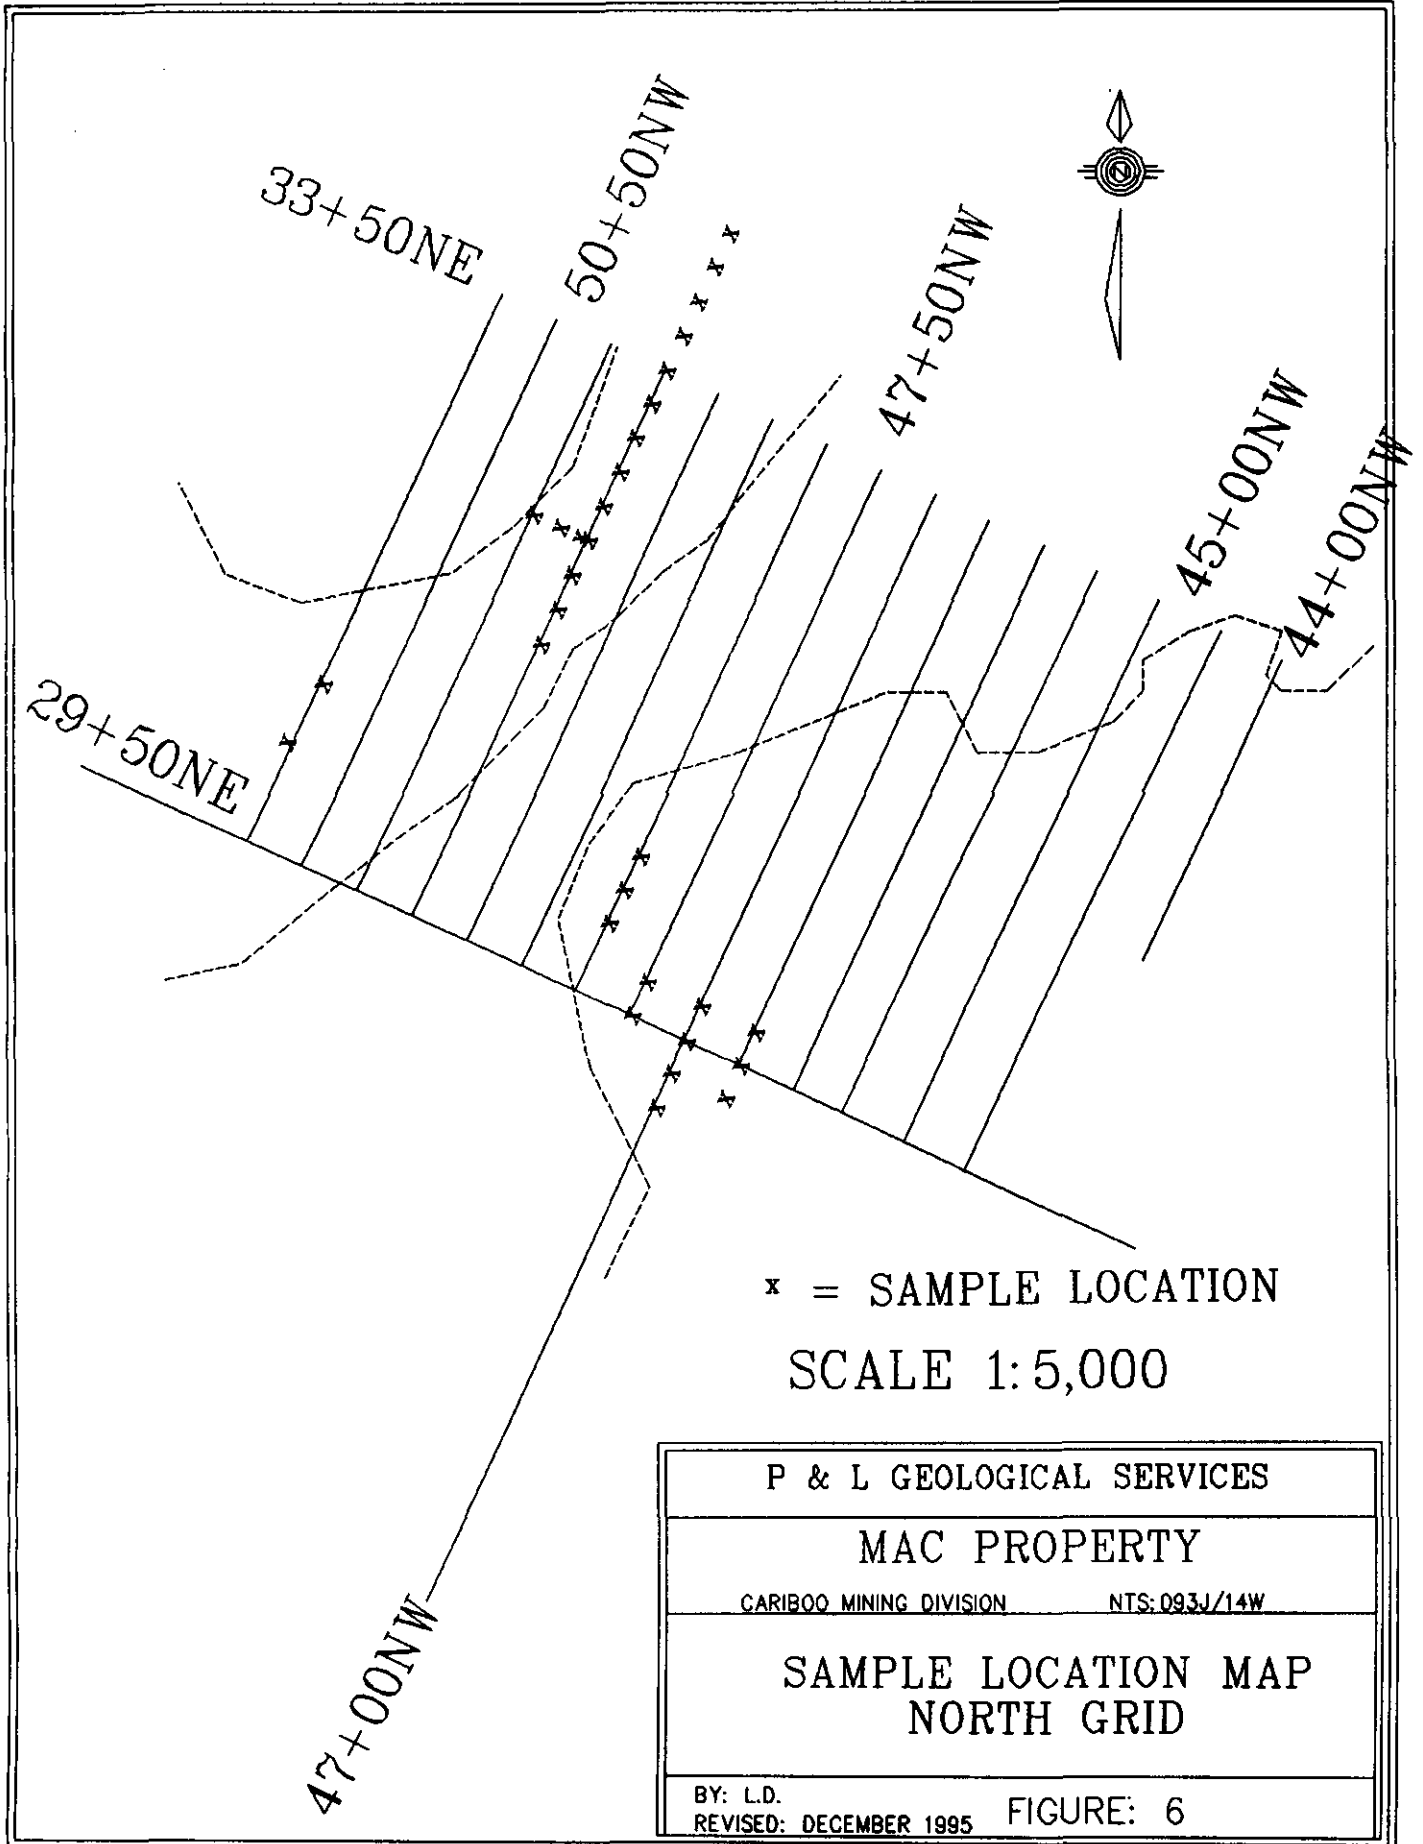 33+50NE
50+50NW
N
47+50NW
45+00NW
44+00NW
29+50NE
x = SAMPLE LOCATION
SCALE 1:5,000
47+00NW
P & L GEOLOGICAL SERVICES
MAC PROPERTY
CARIBOO MINING DIVISION NTS: 093J/14W
SAMPLE LOCATION MAP
NORTH GRID
BY: L.D.
REVISED: DECEMBER 1995 FIGURE: 6